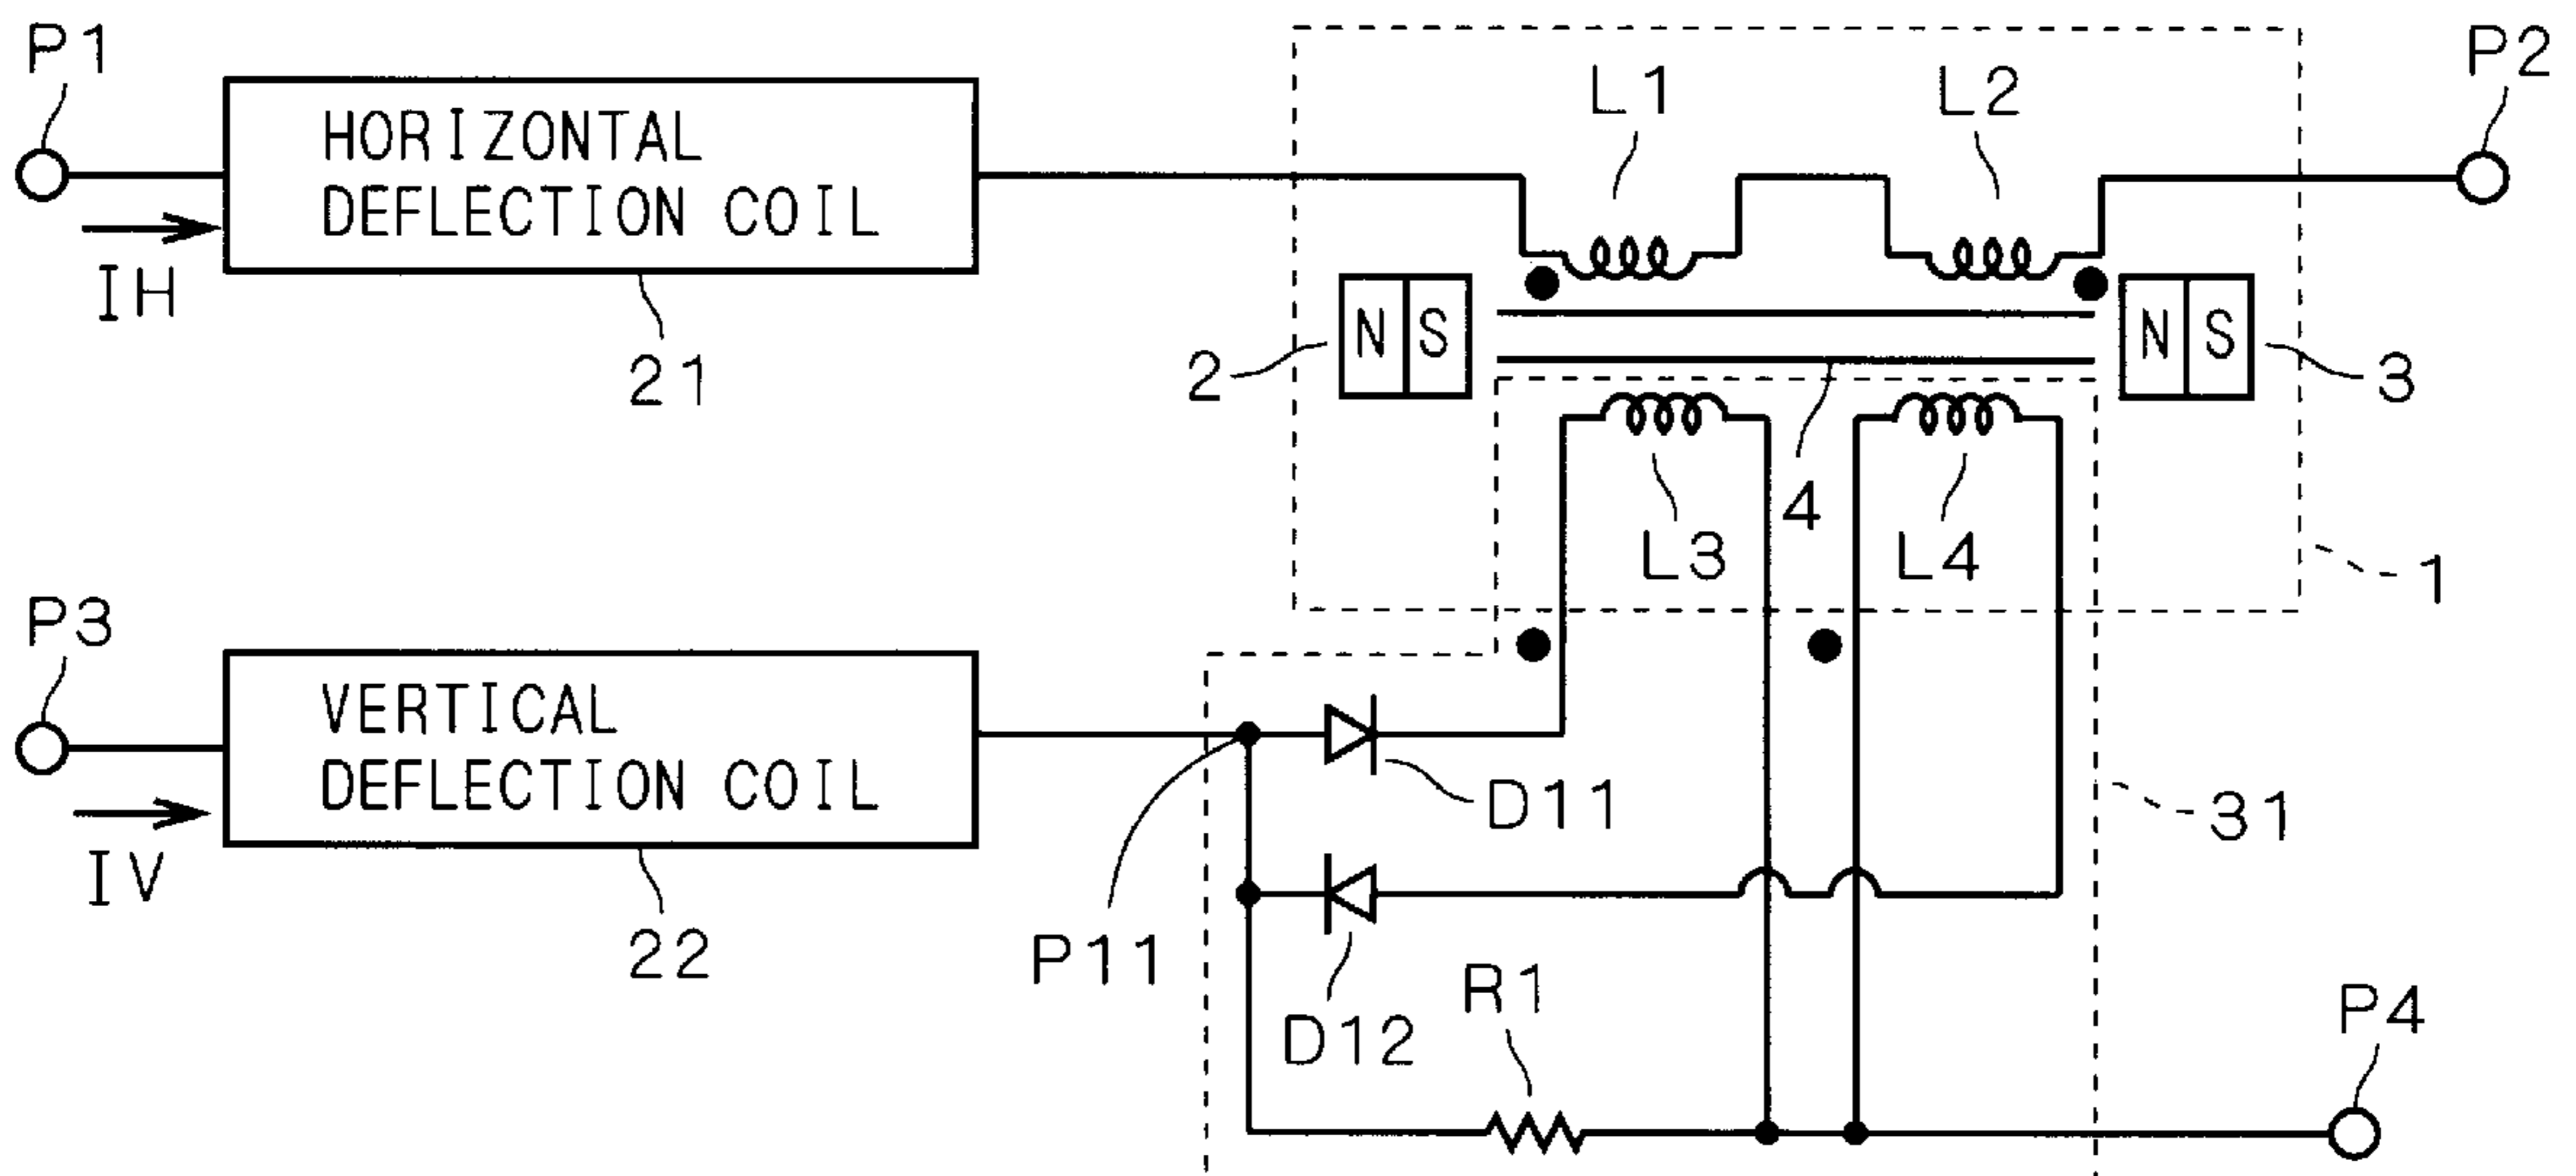 P1
P2
L1
L2
HORIZONTAL
DEFLECTION COIL
IH
21
2
N S
N S
3
4
L3
L4
1
P3
VERTICAL
DEFLECTION COIL
IV
22
D11
31
P11
D12
R1
P4